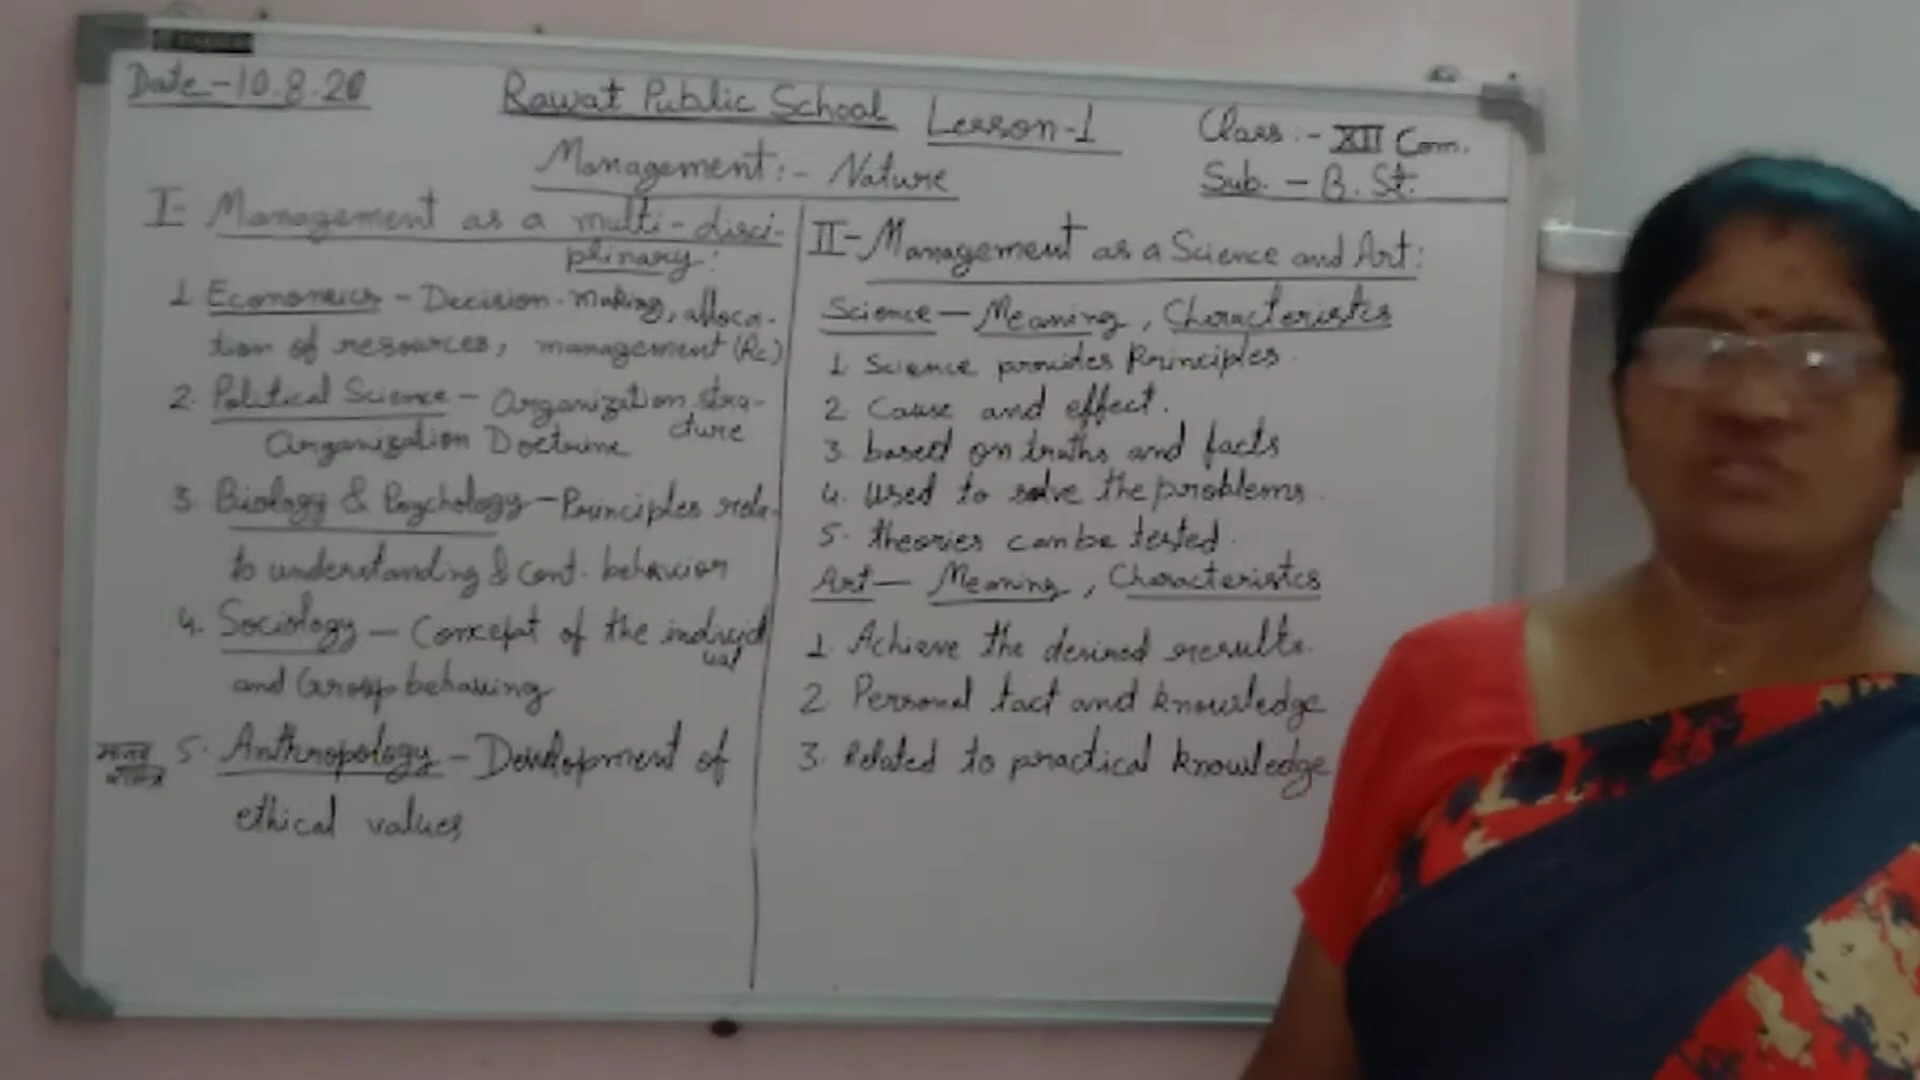 Date-10.8.20
Rawat Public School
Lesson-1
Class:- XII Com.
Management:- Nature
Sub. - B. St.
I- Management as a multi-disci-
plinary:
1 Economics - Decision-making, alloca-
tion of resources, management (Rc)
2. Political Science - Organization stru-
cture
Organization Doctrine
3. Biology & Psychology - Principles rela-
to understanding & cont. behavior
4. Sociology - Concept of the individ
ual
and Group behaving
5. Anthropology - Development of
ethical values
II- Management as a Science and Art:
Science - Meaning, Characteristcs
1 Science provides Principles.
2 Cause and effect.
3 based on truths and facts
4. Used to solve the problems.
5. theories can be tested.
Art - Meaning, Characteristcs
1. Achieve the desired results.
2 Personal tact and knowledge
3. Related to practical knowledge